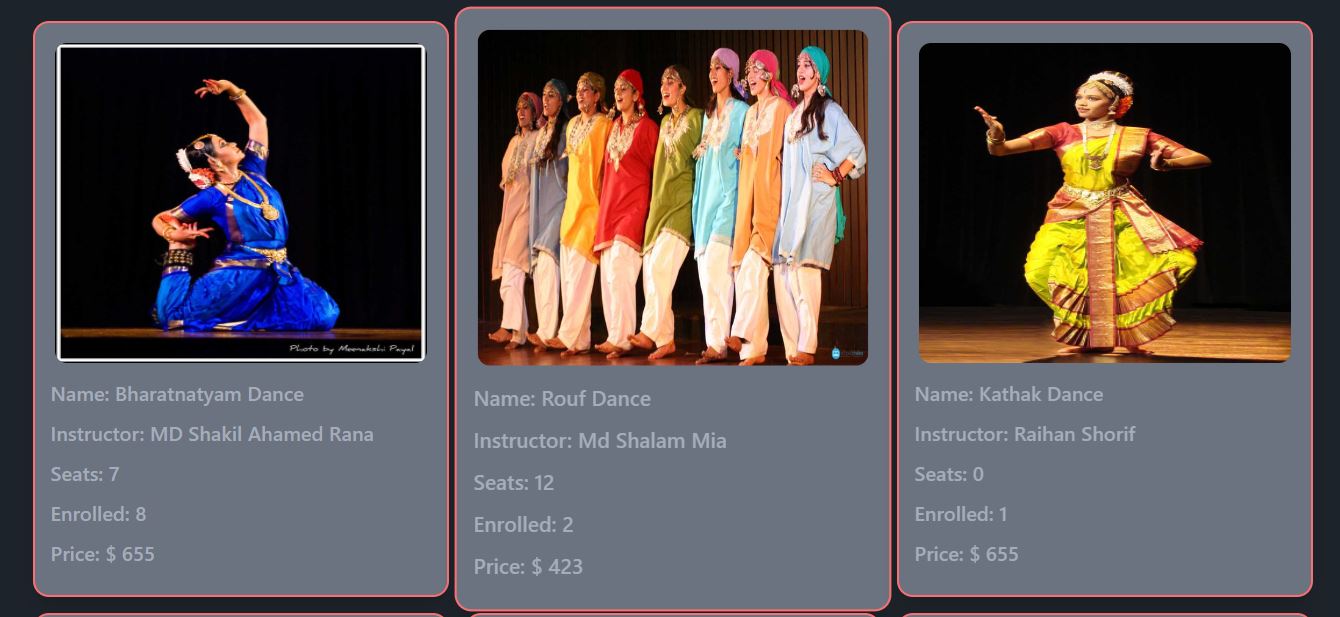 Photo by Meenakshi Payal
Name: Bharatnatyam Dance
Instructor: MD Shakil Ahamed Rana
Seats: 7
Enrolled: 8
Price: $ 655
Name: Rouf Dance
Instructor: Md Shalam Mia
Seats: 12
Enrolled: 2
Price: $ 423
Name: Kathak Dance
Instructor: Raihan Shorif
Seats: 0
Enrolled: 1
Price: $ 655